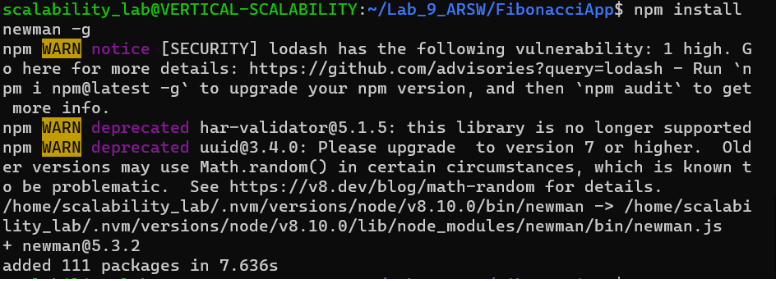 scalability_lab@VERTICAL-SCALABILITY:~/Lab_9_ARSW/FibonacciApp$ npm install
newman -g
npm WARN notice [SECURITY] lodash has the following vulnerability: 1 high. G
o here for more details: https://github.com/advisories?query=lodash - Run `n
pm i npm@latest -g` to upgrade your npm version, and then `npm audit` to get
 more info.
npm WARN deprecated har-validator@5.1.5: this library is no longer supported
npm WARN deprecated uuid@3.4.0: Please upgrade  to version 7 or higher.  Old
er versions may use Math.random() in certain circumstances, which is known t
o be problematic.  See https://v8.dev/blog/math-random for details.
/home/scalability_lab/.nvm/versions/node/v8.10.0/bin/newman -> /home/scalabi
lity_lab/.nvm/versions/node/v8.10.0/lib/node_modules/newman/bin/newman.js
+ newman@5.3.2
added 111 packages in 7.636s